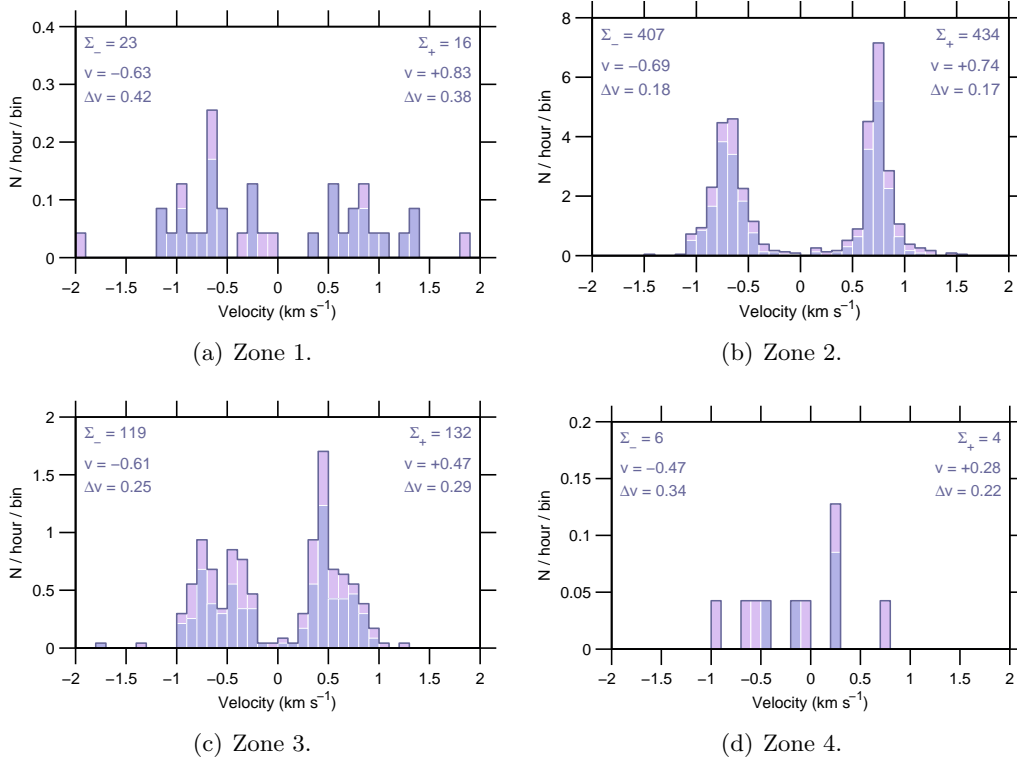 0.4
0.3
0.2
0.1
0
N / hour / bin
Σ_− = 23
v = −0.63
Δv = 0.42
Σ_+ = 16
v = +0.83
Δv = 0.38
−2 −1.5 −1 −0.5 0 0.5 1 1.5 2
Velocity (km s⁻¹)
(a) Zone 1.
8
6
4
2
0
N / hour / bin
Σ_− = 407
v = −0.69
Δv = 0.18
Σ_+ = 434
v = +0.74
Δv = 0.17
−2 −1.5 −1 −0.5 0 0.5 1 1.5 2
Velocity (km s⁻¹)
(b) Zone 2.
2
1.5
1
0.5
0
N / hour / bin
Σ_− = 119
v = −0.61
Δv = 0.25
Σ_+ = 132
v = +0.47
Δv = 0.29
−2 −1.5 −1 −0.5 0 0.5 1 1.5 2
Velocity (km s⁻¹)
(c) Zone 3.
0.2
0.15
0.1
0.05
0
N / hour / bin
Σ_− = 6
v = −0.47
Δv = 0.34
Σ_+ = 4
v = +0.28
Δv = 0.22
−2 −1.5 −1 −0.5 0 0.5 1 1.5 2
Velocity (km s⁻¹)
(d) Zone 4.